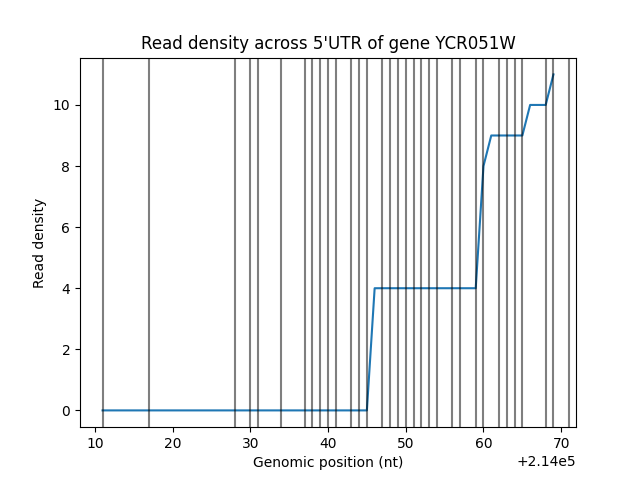 Read density across 5'UTR of gene YCR051W
10
8
6
4
2
0
Read density
10 20 30 40 50 60 70
Genomic position (nt)
+2.14e5